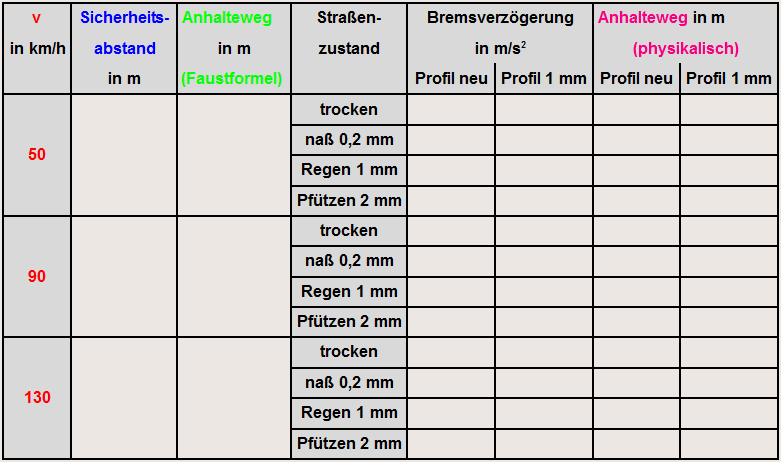 v Sicherheits- Anhalteweg Straßen- Bremsverzögerung Anhalteweg in m
in km/h abstand in m zustand in m/s² (physikalisch)
in m (Faustformel) Profil neu Profil 1 mm Profil neu Profil 1 mm
50
trocken
naß 0,2 mm
Regen 1 mm
Pfützen 2 mm
90
trocken
naß 0,2 mm
Regen 1 mm
Pfützen 2 mm
130
trocken
naß 0,2 mm
Regen 1 mm
Pfützen 2 mm